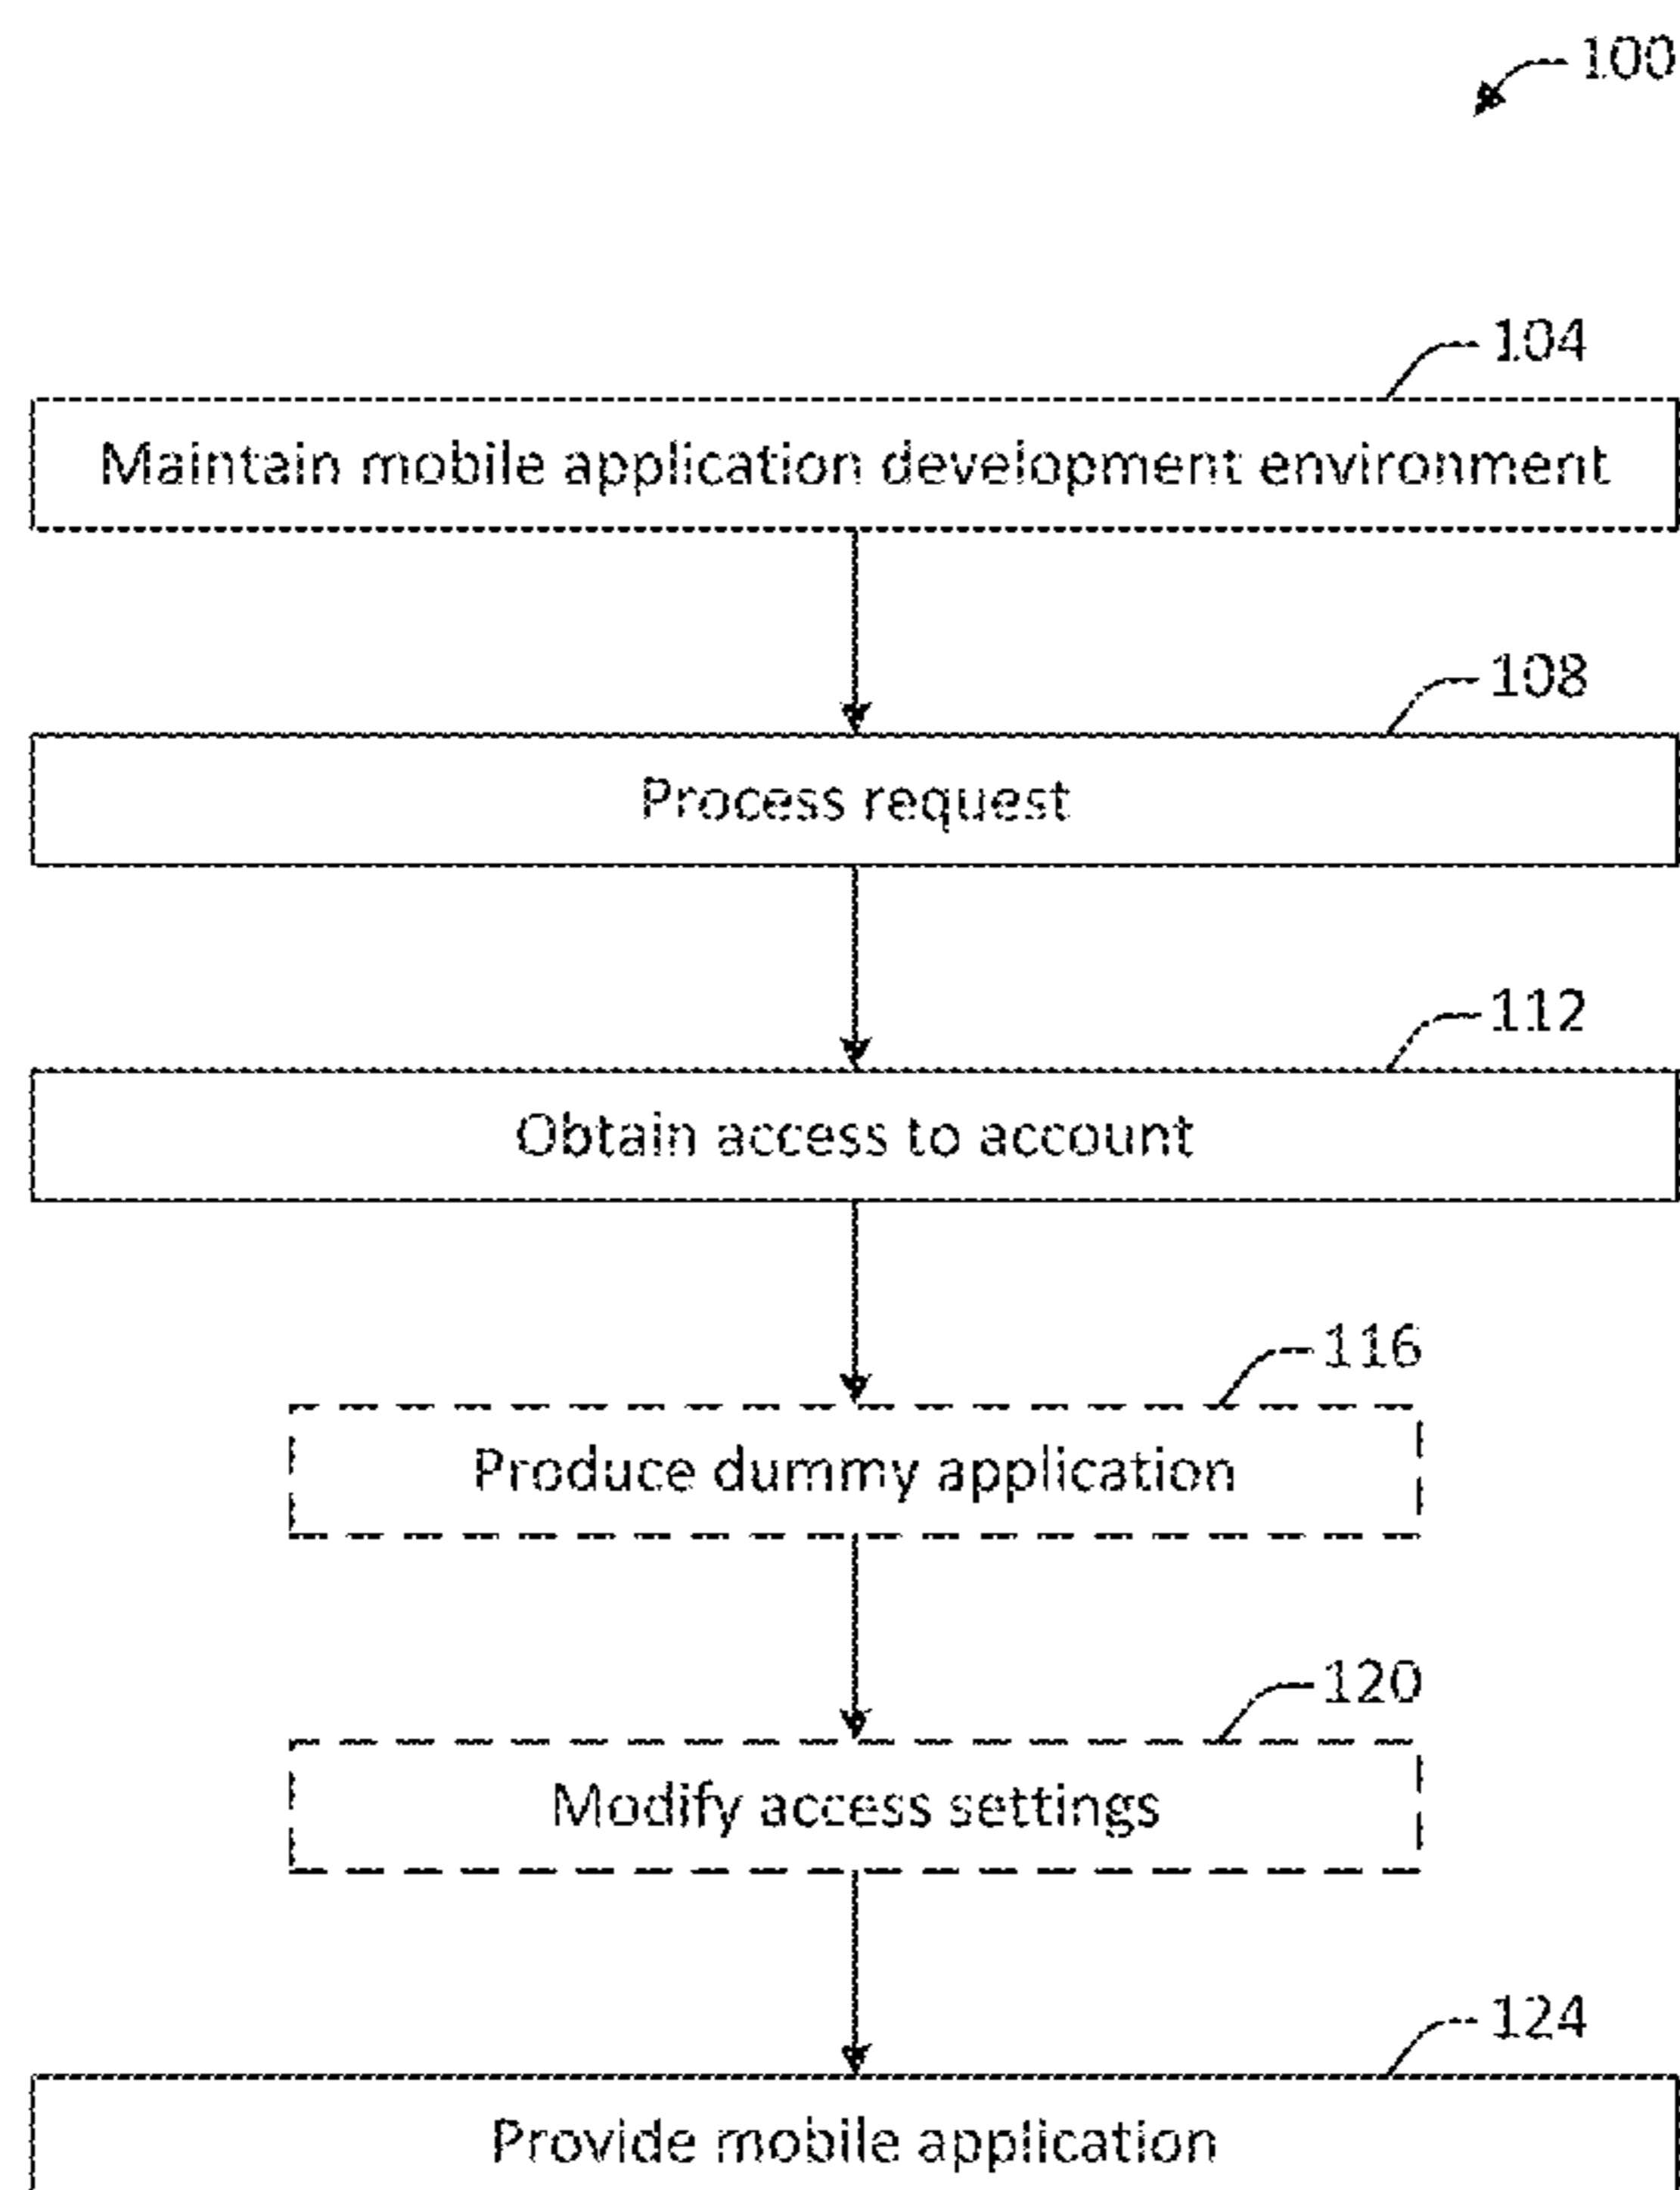 100
104
Maintain mobile application development environment
108
Process request
112
Obtain access to account
116
Produce dummy application
120
Modify access settings
124
Provide mobile application